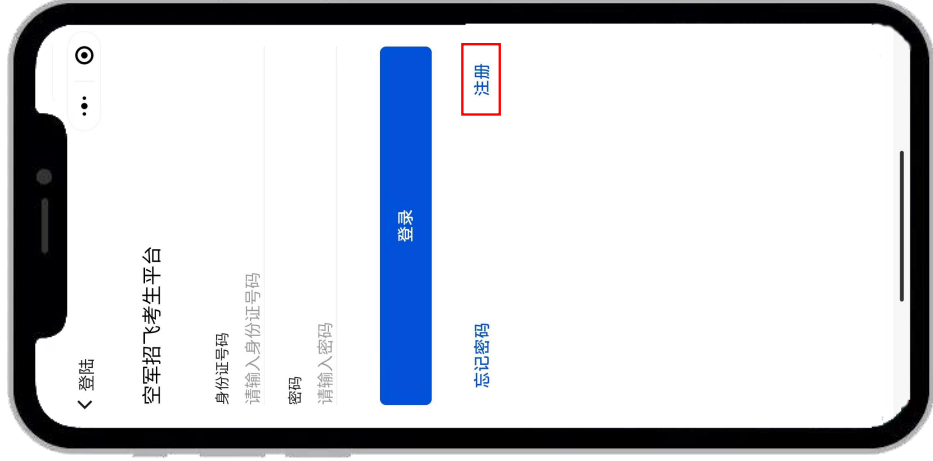 登陆
空军招飞考生平台
身份证号码
请输入身份证号码
密码
请输入密码
登录
忘记密码 注册